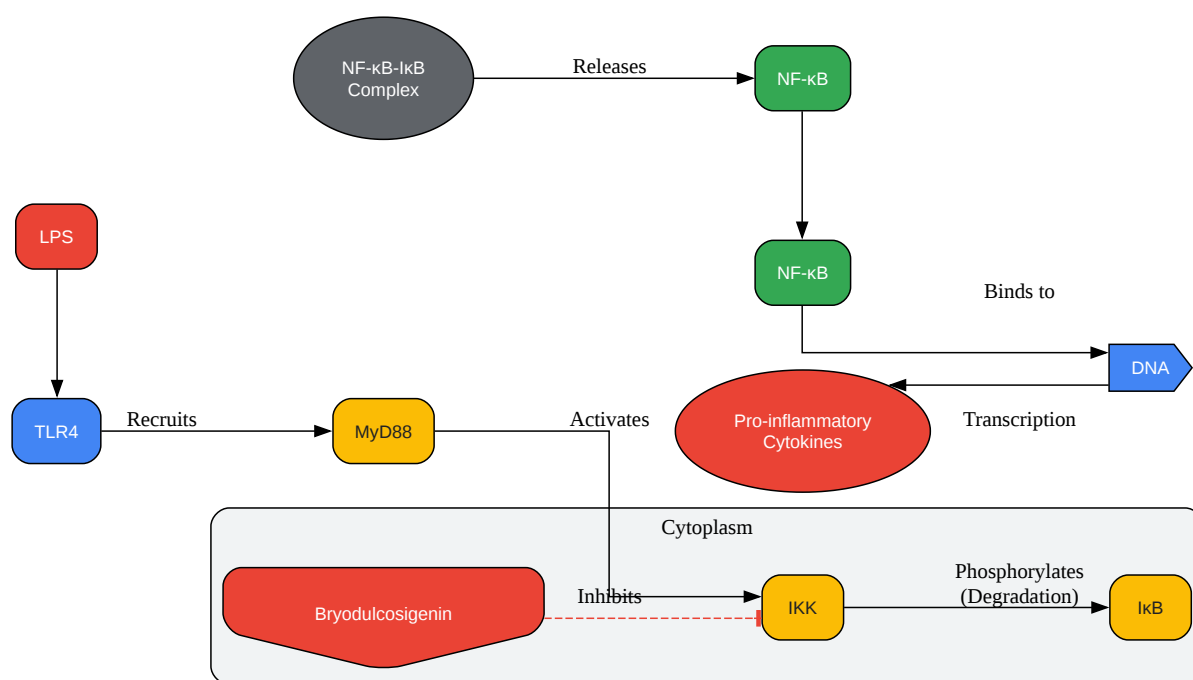 NF-κB-IκB
Complex
Releases
NF-κB
LPS
NF-κB
Binds to
DNA
TLR4
Recruits
MyD88
Activates
Pro-inflammatory
Cytokines
Transcription
Cytoplasm
Bryodulcosigenin
Inhibits
IKK
Phosphorylates
(Degradation)
IκB